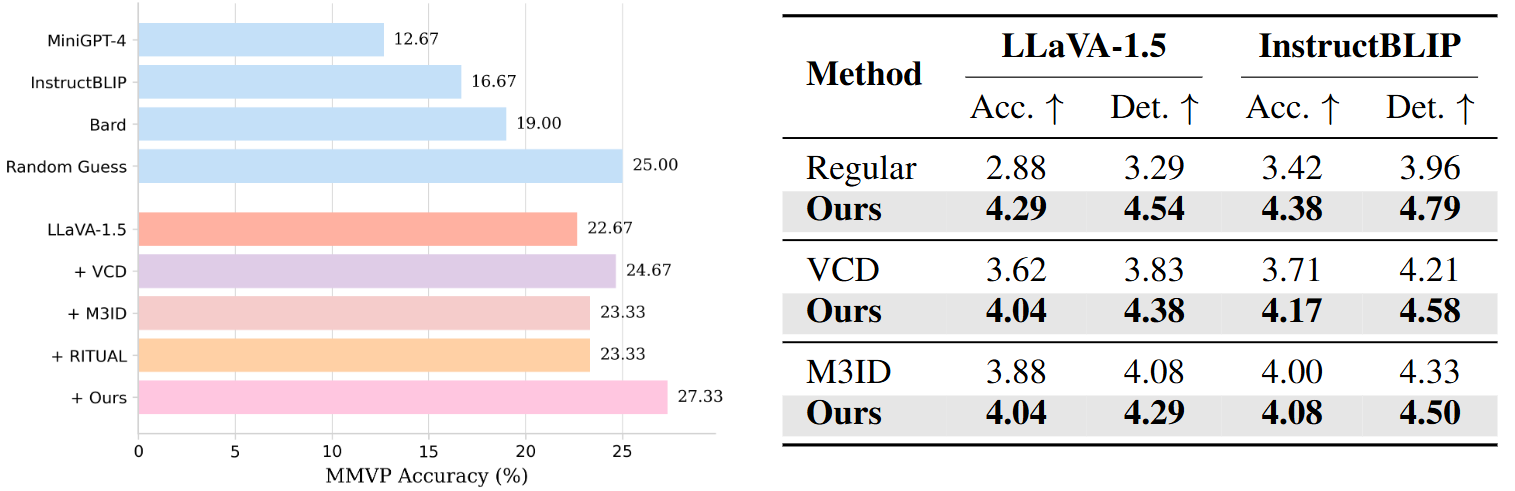 MiniGPT-4 12.67
InstructBLIP 16.67
Bard 19.00
Random Guess 25.00
LLaVA-1.5 22.67
+ VCD 24.67
+ M3ID 23.33
+ RITUAL 23.33
+ Ours 27.33
0 5 10 15 20 25
MMVP Accuracy (%)
Method LLaVA-1.5 InstructBLIP
Acc. ↑ Det. ↑ Acc. ↑ Det. ↑
Regular 2.88 3.29 3.42 3.96
Ours 4.29 4.54 4.38 4.79
VCD 3.62 3.83 3.71 4.21
Ours 4.04 4.38 4.17 4.58
M3ID 3.88 4.08 4.00 4.33
Ours 4.04 4.29 4.08 4.50